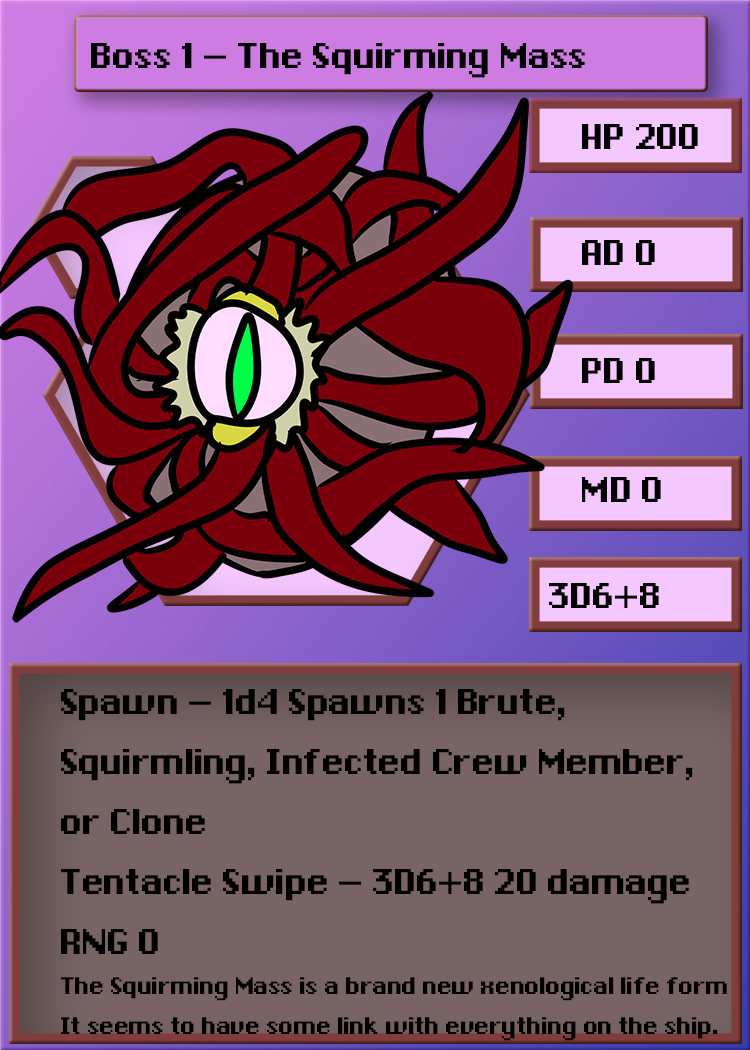 Boss 1 – The Squirming Mass
HP 200
AD 0
PD 0
MD 0
3D6+8
Spawn – 1d4 Spawns 1 Brute,
Squirmling, Infected Crew Member,
or Clone
Tentacle Swipe – 3D6+8 20 damage
RNG 0
The Squirming Mass is a brand new xenological life form
It seems to have some link with everything on the ship.